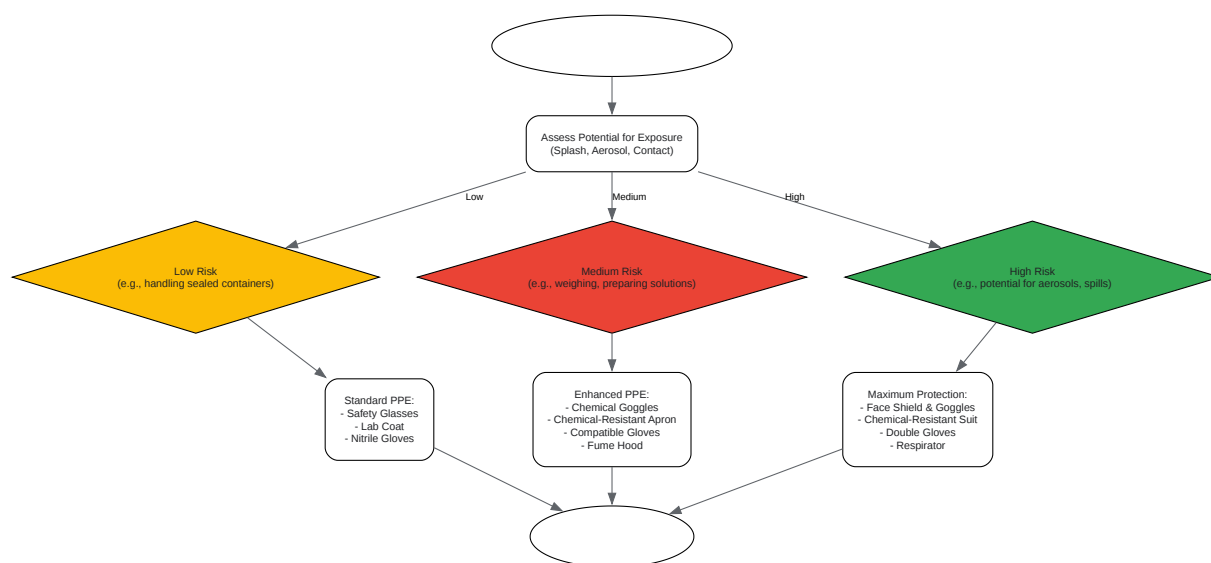 Assess Potential for Exposure
(Splash, Aerosol, Contact)
Low
Medium
High
Low Risk
(e.g., handling sealed containers)
Medium Risk
(e.g., weighing, preparing solutions)
High Risk
(e.g., potential for aerosols, spills)
Standard PPE:
- Safety Glasses
- Lab Coat
- Nitrile Gloves
Enhanced PPE:
- Chemical Goggles
- Chemical-Resistant Apron
- Compatible Gloves
- Fume Hood
Maximum Protection:
- Face Shield & Goggles
- Chemical-Resistant Suit
- Double Gloves
- Respirator